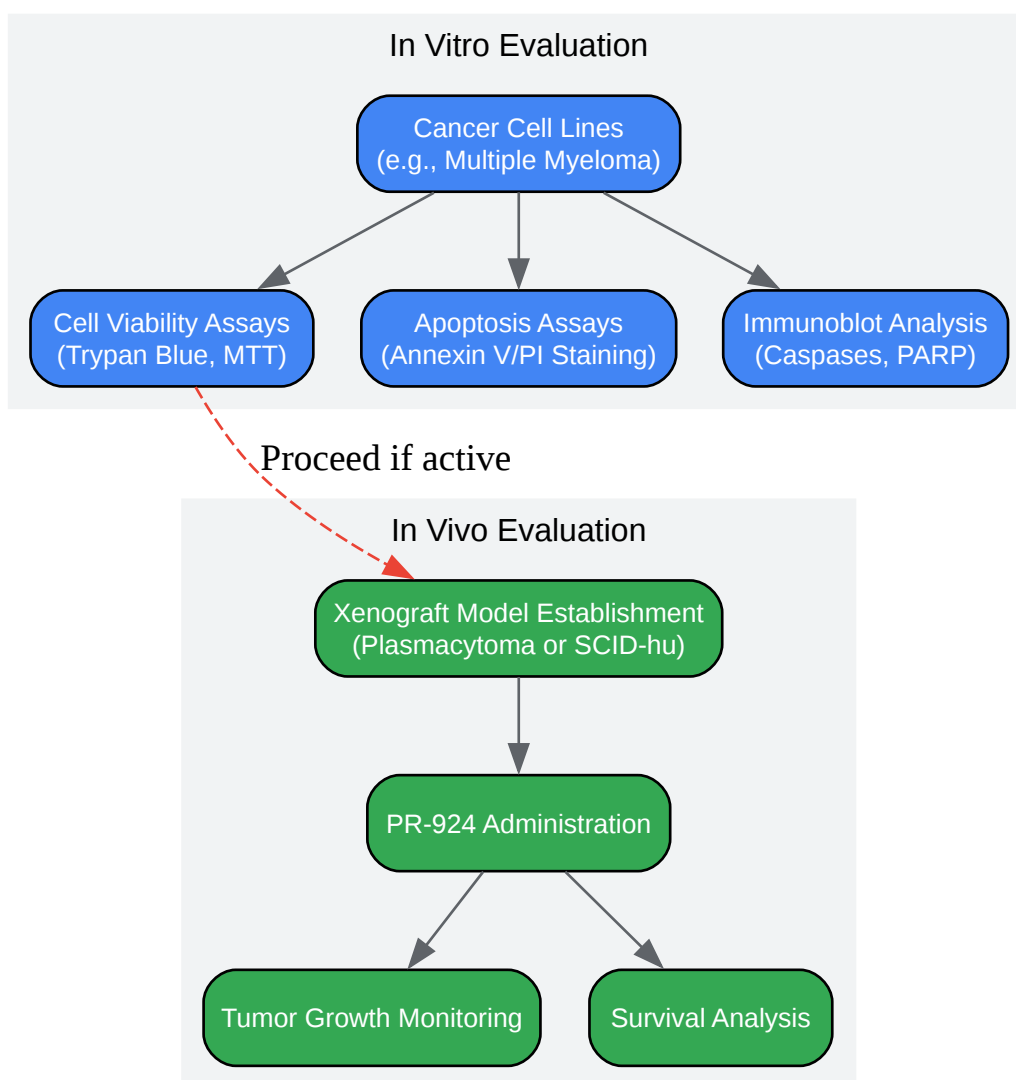 In Vitro Evaluation
Cancer Cell Lines
(e.g., Multiple Myeloma)
Cell Viability Assays
(Trypan Blue, MTT)
Apoptosis Assays
(Annexin V/PI Staining)
Immunoblot Analysis
(Caspases, PARP)
Proceed if active
In Vivo Evaluation
Xenograft Model Establishment
(Plasmacytoma or SCID-hu)
PR-924 Administration
Tumor Growth Monitoring
Survival Analysis